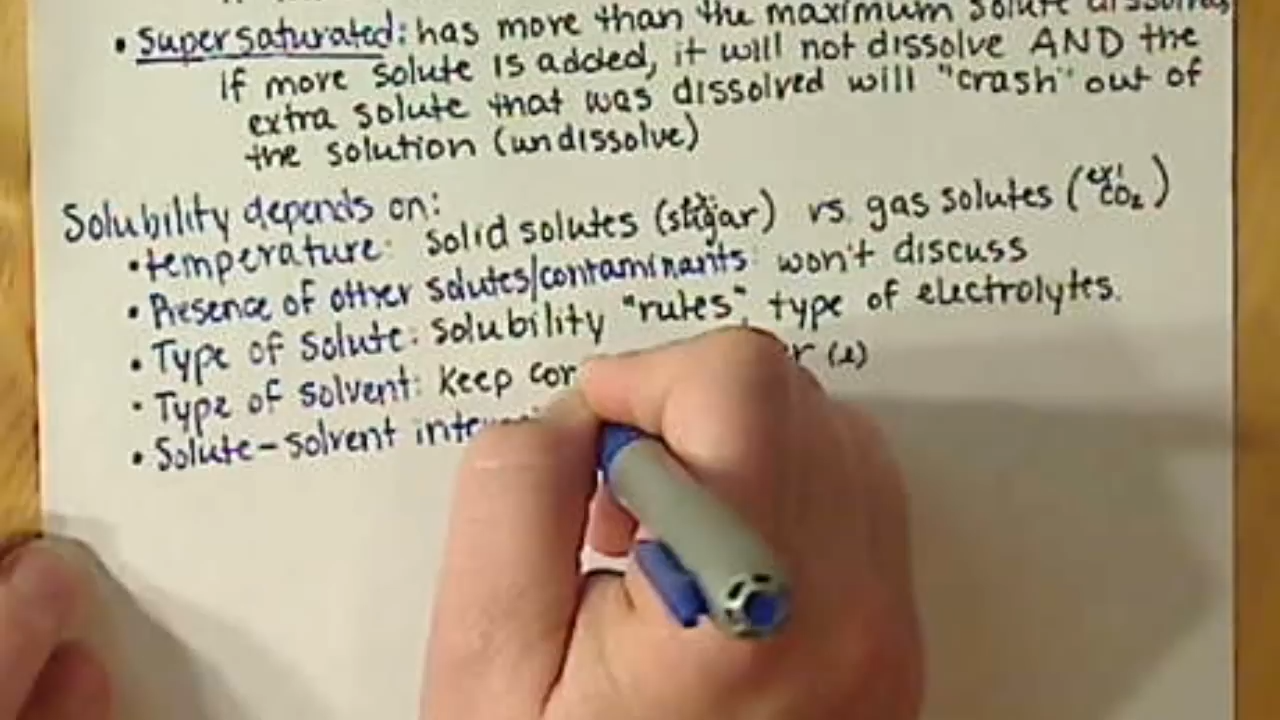 • Supersaturated: has more than the maximum solute dissolved,
If more solute is added, it will not dissolve AND the
extra solute that was dissolved will "crash" out of
the solution (undissolve)
Solubility depends on:
• temperature: solid solutes (sugar) vs gas solutes (ex: CO₂)
• Presence of other solutes/contaminants: won't discuss
• Type of Solute: solubility "rules", type of electrolytes.
• Type of solvent: keep (l)
• Solute-solvent